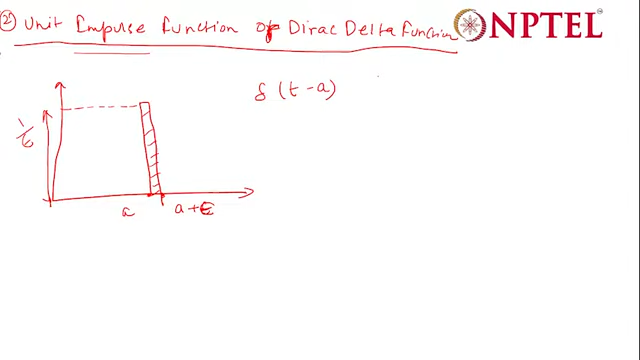 ② Unit Impulse function of Dirac Delta Function
NPTEL
δ (t - a)
1/ε
a a+ε